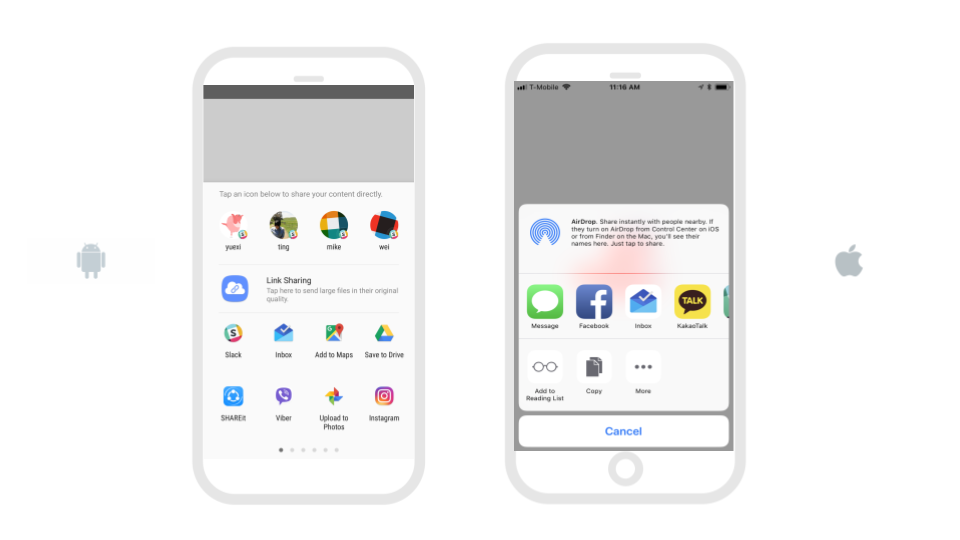 Tap an icon below to share your content directly.
yuexi
ting
mike
wei
Link Sharing
Tap here to send large files in their original
quality.
Slack
Inbox
Add to Maps
Save to Drive
SHAREit
Viber
Upload to
Photos
Instagram
T-Mobile
11:16 AM
AirDrop. Share instantly with people nearby. If
they turn on AirDrop from Control Center on iOS
or from Finder on the Mac, you'll see their
names here. Just tap to share.
TALK
Message
Facebook
Inbox
KakaoTalk
Add to
Reading List
Copy
More
Cancel